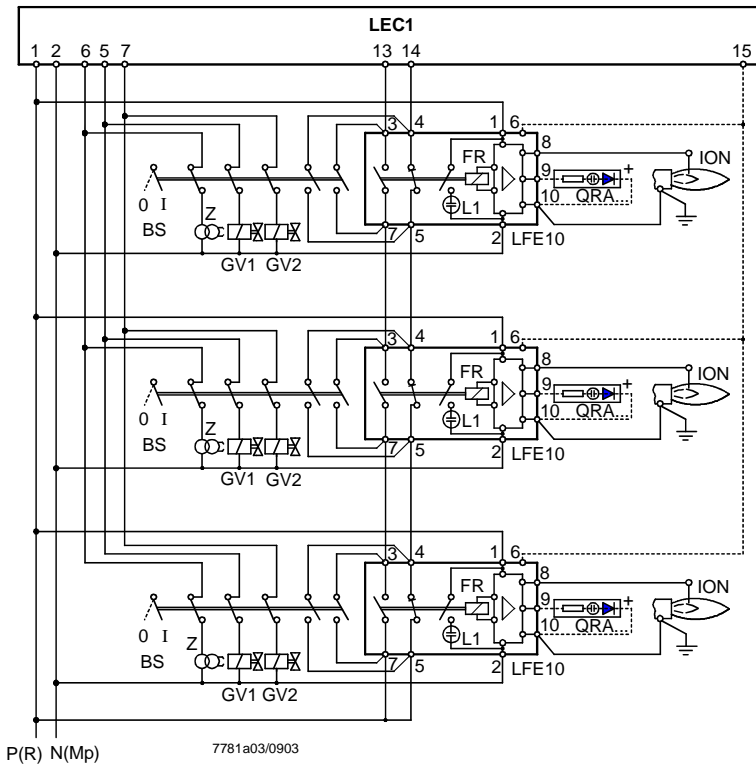 LEC1
1 2 6 5 7 13 14 15
3 4 1 6
8
FR ION
9 +
0 I Z L1 10 QRA
BS 7 5 2 LFE10
GV1 GV2
3 4 1 6
8
FR ION
9 +
0 I Z L1 10 QRA
BS 7 5 2 LFE10
GV1 GV2
3 4 1 6
8
FR ION
9 +
0 I Z L1 10 QRA
BS 7 5 2 LFE10
GV1 GV2
P(R) N(Mp) 7781a03/0903